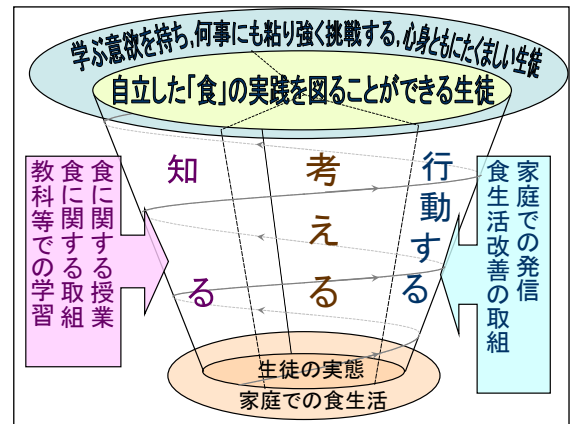 学ぶ意欲を持ち,何事にも粘り強く挑戦する,心身ともにたくましい生徒
自立した「食」の実践を図ることができる生徒
知る
考える
行動する
食に関する授業
食に関する取組
教科等での学習
家庭での発信
食生活改善の取組
生徒の実態
家庭での食生活